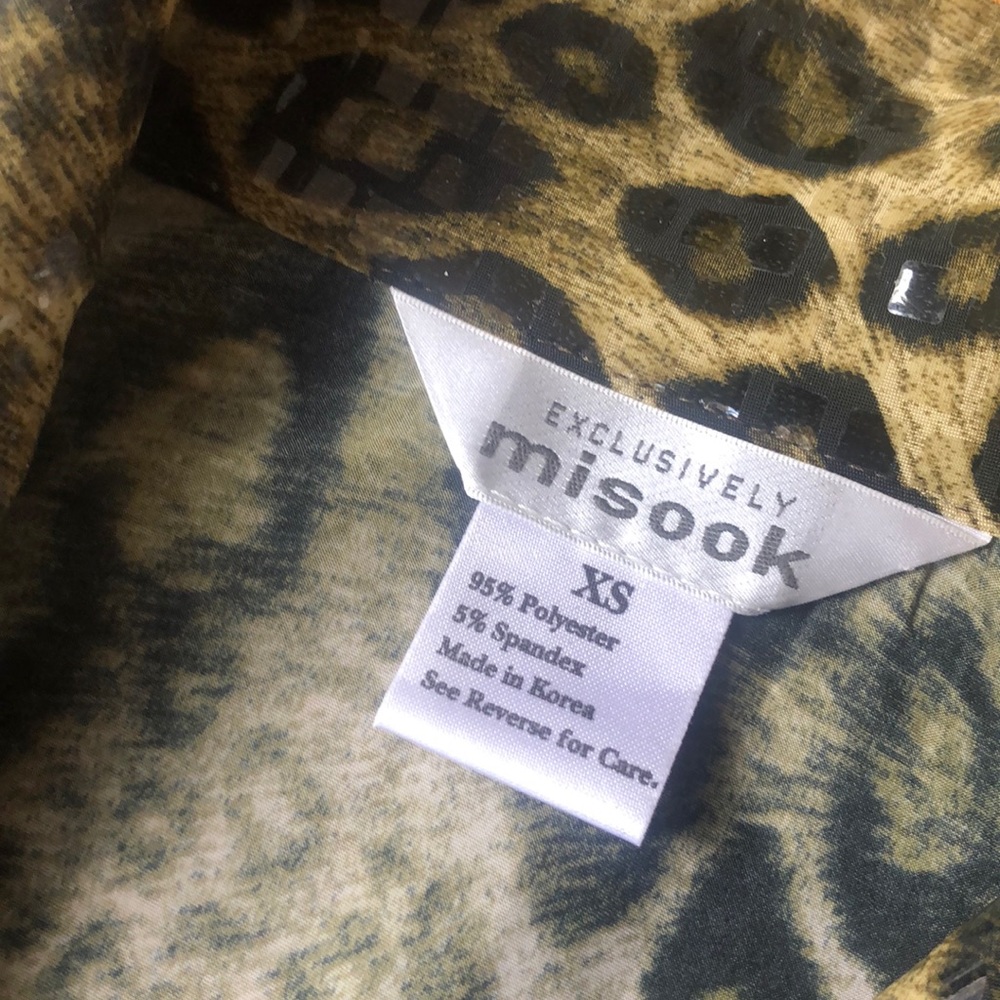 EXCLUSIVELY
misook
XS
95% Polyester
5% Spandex
Made in Korea
See Reverse for Care.